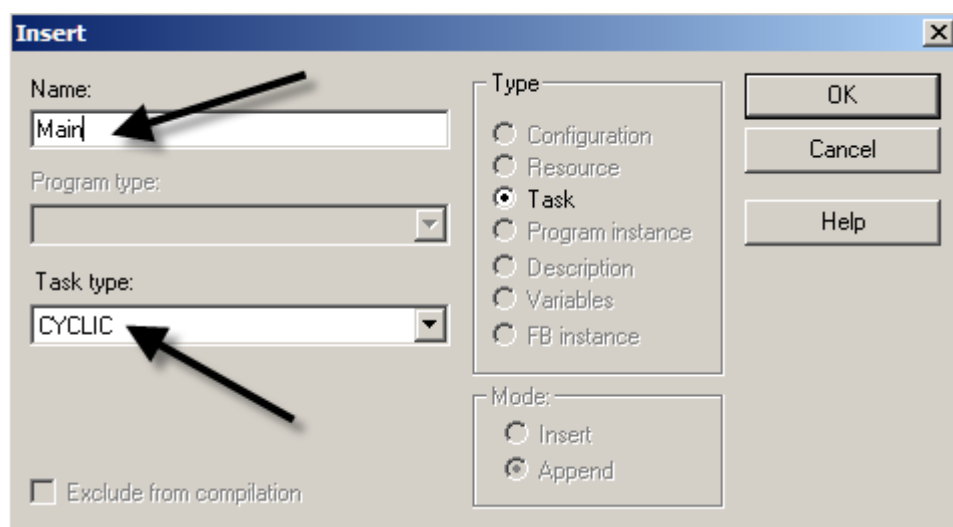 Insert
Name:
Main
Program type:
Task type:
CYCLIC
Exclude from compilation
Type
Configuration
Resource
Task
Program instance
Description
Variables
FB instance
Mode:
Insert
Append
OK
Cancel
Help